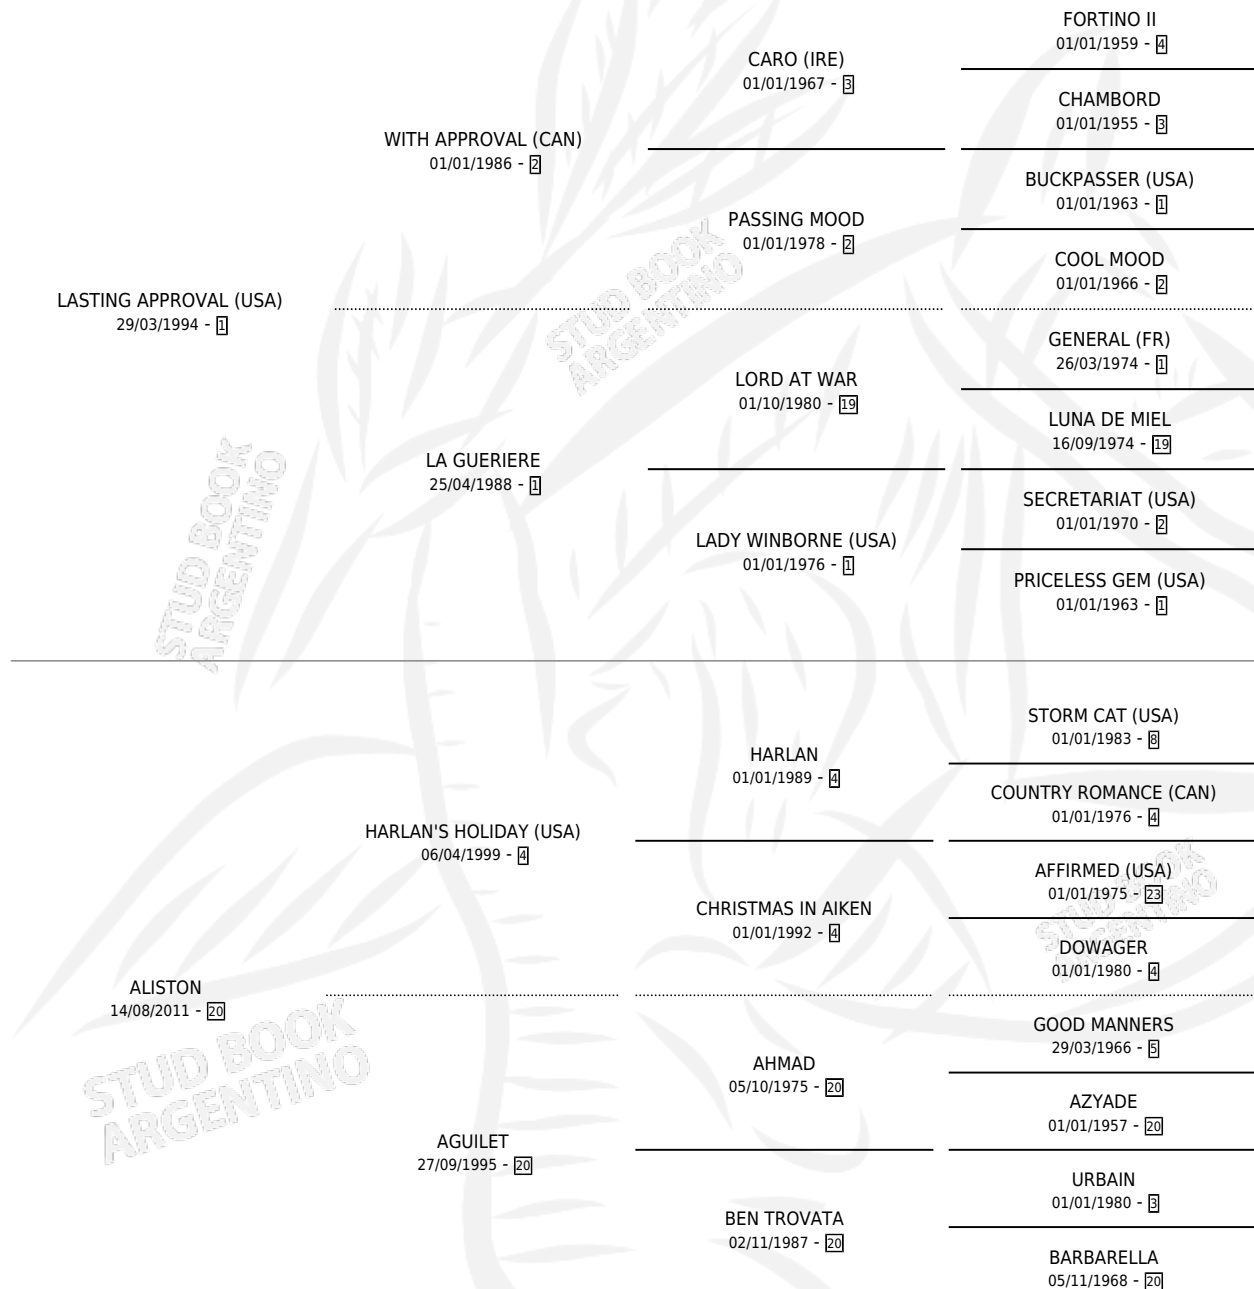 FORTINO II
01/01/1959 - 4
CARO (IRE)
01/01/1967 - 3
CHAMBORD
01/01/1955 - 3
WITH APPROVAL (CAN)
01/01/1986 - 2
BUCKPASSER (USA)
01/01/1963 - 1
PASSING MOOD
01/01/1978 - 2
COOL MOOD
01/01/1966 - 2
LASTING APPROVAL (USA)
29/03/1994 - 1
GENERAL (FR)
26/03/1974 - 1
LORD AT WAR
01/10/1980 - 19
LUNA DE MIEL
16/09/1974 - 19
LA GUERIERE
25/04/1988 - 1
SECRETARIAT (USA)
01/01/1970 - 2
LADY WINBORNE (USA)
01/01/1976 - 1
PRICELESS GEM (USA)
01/01/1963 - 1
STORM CAT (USA)
01/01/1983 - 8
HARLAN
01/01/1989 - 4
COUNTRY ROMANCE (CAN)
01/01/1976 - 4
HARLAN'S HOLIDAY (USA)
06/04/1999 - 4
AFFIRMED (USA)
01/01/1975 - 23
CHRISTMAS IN AIKEN
01/01/1992 - 4
DOWAGER
01/01/1980 - 4
ALISTON
14/08/2011 - 20
GOOD MANNERS
29/03/1966 - 5
AHMAD
05/10/1975 - 20
AZYADE
01/01/1957 - 20
AGUILET
27/09/1995 - 20
URBAIN
01/01/1980 - 3
BEN TROVATA
02/11/1987 - 20
BARBARELLA
05/11/1968 - 20
STUD BOOK
ARGENTINO
STUD BOOK
ARGENTINO
STUD BOOK
ARGENTINO
STUD BOOK
ARGENTINO